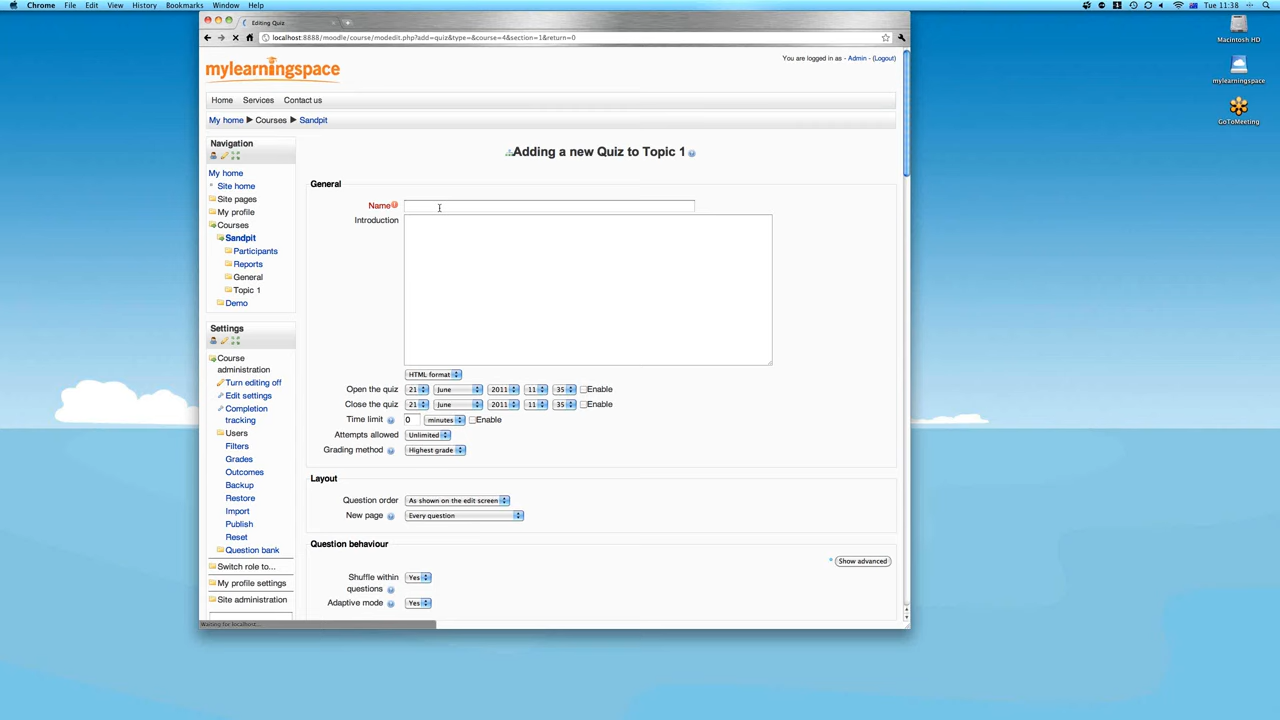 Chrome File Edit View History Bookmarks Window Help Tue 11:38
Macintosh HD
mylearningspace
GoToMeeting
Editing Quiz
localhost:8888/moodle/course/modedit.php?add=quiz&type=&course=4&section=1&return=0
mylearningspace
You are logged in as - Admin - (Logout)
Home Services Contact us
My home ▶ Courses ▶ Sandpit
Navigation
My home
Site home
Site pages
My profile
Courses
Sandpit
Participants
Reports
General
Topic 1
Demo
Settings
Course
administration
Turn editing off
Edit settings
Completion
tracking
Users
Filters
Grades
Outcomes
Backup
Restore
Import
Publish
Reset
Question bank
Switch role to...
My profile settings
Site administration
Adding a new Quiz to Topic 1
General
Name
Introduction
HTML format
Open the quiz 21 June 2011 11 35 Enable
Close the quiz 21 June 2011 11 35 Enable
Time limit 0 minutes Enable
Attempts allowed Unlimited
Grading method Highest grade
Layout
Question order As shown on the edit screen
New page Every question
Question behaviour
* Show advanced
Shuffle within
questions Yes
Adaptive mode Yes
Waiting for localhost...